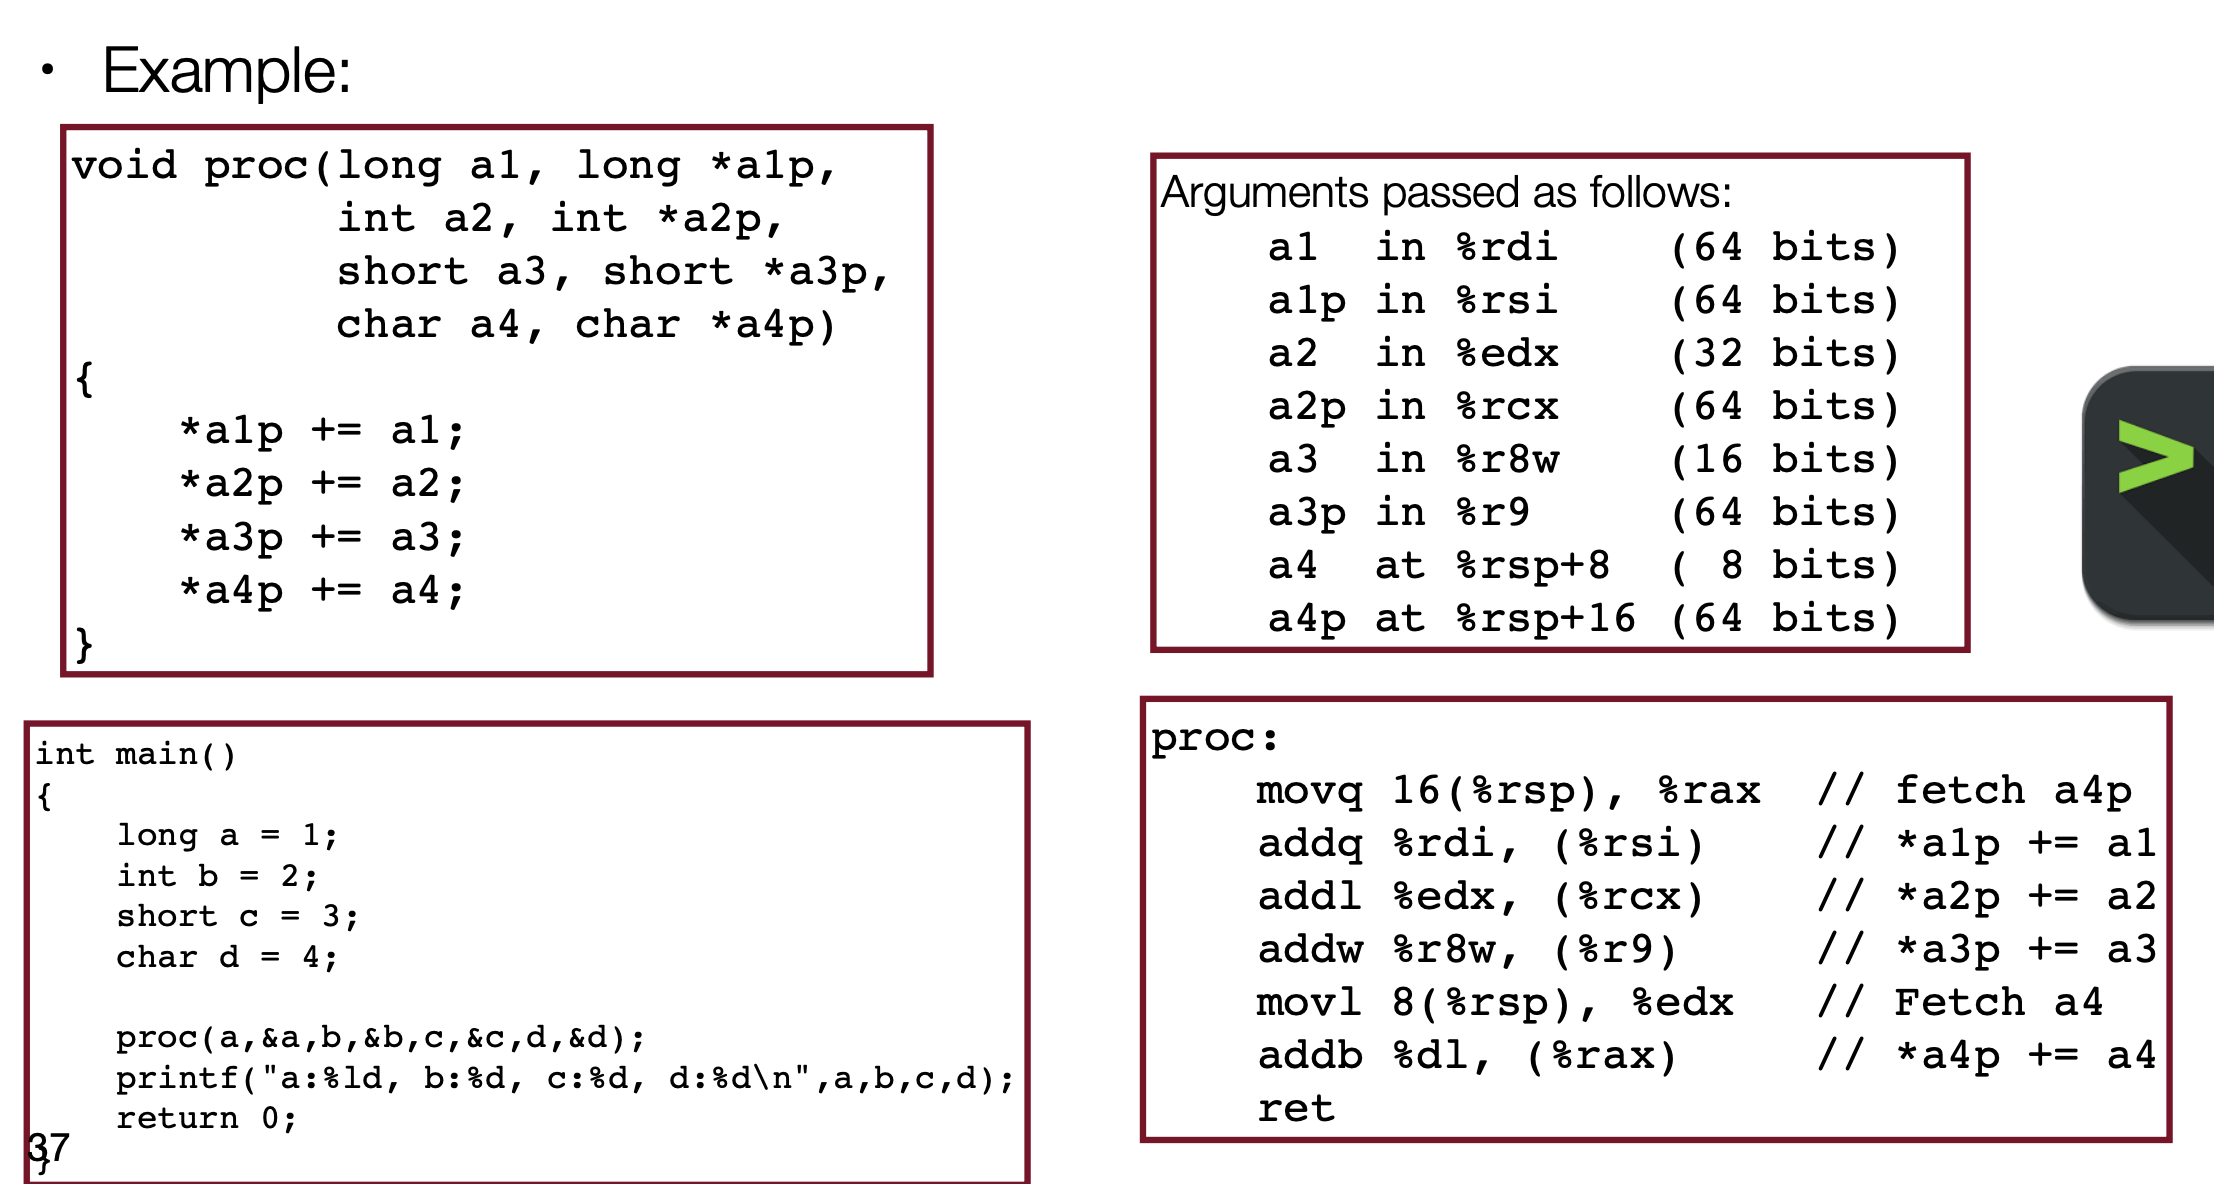 • Example:
void proc(long a1, long *a1p,
          int a2, int *a2p,
          short a3, short *a3p,
          char a4, char *a4p)
{
    *a1p += a1;
    *a2p += a2;
    *a3p += a3;
    *a4p += a4;
}
Arguments passed as follows:
    a1  in %rdi    (64 bits)
    a1p in %rsi    (64 bits)
    a2  in %edx    (32 bits)
    a2p in %rcx    (64 bits)
    a3  in %r8w    (16 bits)
    a3p in %r9     (64 bits)
    a4  at %rsp+8  ( 8 bits)
    a4p at %rsp+16 (64 bits)
int main()
{
    long a = 1;
    int b = 2;
    short c = 3;
    char d = 4;

    proc(a,&a,b,&b,c,&c,d,&d);
    printf("a:%ld, b:%d, c:%d, d:%d\n",a,b,c,d);
    return 0;
}
37
proc:
    movq 16(%rsp), %rax  // fetch a4p
    addq %rdi, (%rsi)    // *a1p += a1
    addl %edx, (%rcx)    // *a2p += a2
    addw %r8w, (%r9)     // *a3p += a3
    movl 8(%rsp), %edx   // Fetch a4
    addb %dl, (%rax)     // *a4p += a4
    ret
>